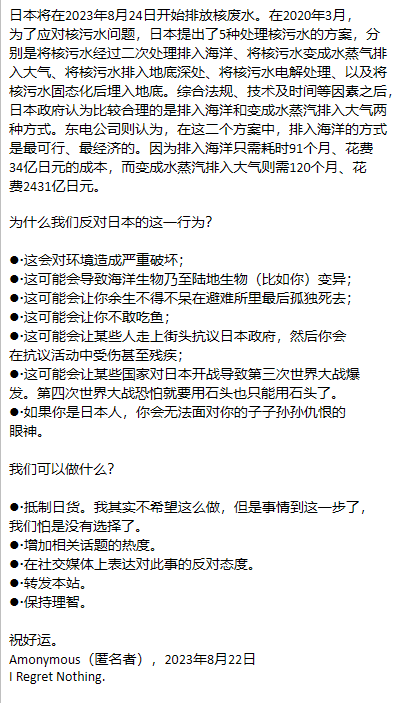 日本将在2023年8月24日开始排放核废水。在2020年3月，
为了应对核污水问题，日本提出了5种处理核污水的方案，分
别是将核污水经过二次处理排入海洋、将核污水变成水蒸气排
入大气、将核污水排入地底深处、将核污水电解处理、以及将
核污水固态化后埋入地底。综合法规、技术及时间等因素之后，
日本政府认为比较合理的是排入海洋和变成水蒸汽排入大气两
种方式。东电公司则认为，在这二个方案中，排入海洋的方式
是最可行、最经济的。因为排入海洋只需耗时91个月、花费
34亿日元的成本，而变成水蒸汽排入大气则需120个月、花
费2431亿日元。
为什么我们反对日本的这一行为？
●·这会对环境造成严重破坏；
●·这可能会导致海洋生物乃至陆地生物（比如你）变异；
●·这可能会让你余生不得不呆在避难所里最后孤独死去；
●·这可能会让你不敢吃鱼；
●·这可能会让某些人走上街头抗议日本政府，然后你会
在抗议活动中受伤甚至残疾；
●·这可能会让某些国家对日本开战导致第三次世界大战爆
发。第四次世界大战恐怕就要用石头也只能用石头了。
●·如果你是日本人，你会无法面对你的子子孙孙仇恨的
眼神。
我们可以做什么？
●·抵制日货。我其实不希望这么做，但是事情到这一步了，
我们怕是没有选择了。
●·增加相关话题的热度。
●·在社交媒体上表达对此事的反对态度。
●·转发本站。
●·保持理智。
祝好运。
Amonymous（匿名者），2023年8月22日
I Regret Nothing.